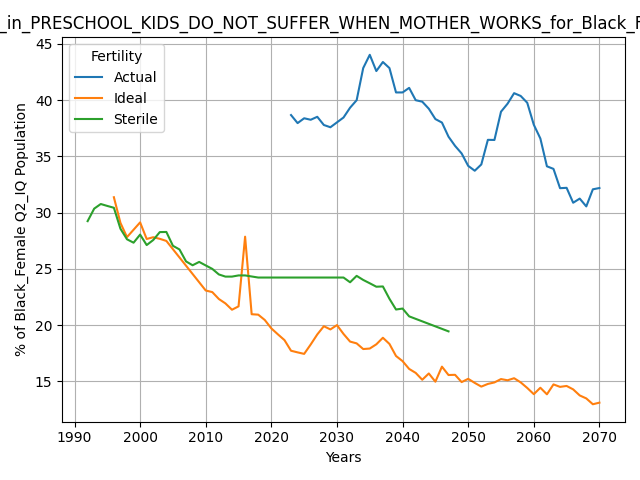 _in_PRESCHOOL_KIDS_DO_NOT_SUFFER_WHEN_MOTHER_WORKS_for_Black_F
Fertility
Actual
Ideal
Sterile
% of Black_Female Q2_IQ Population
45
40
35
30
25
20
15
1990 2000 2010 2020 2030 2040 2050 2060 2070
Years